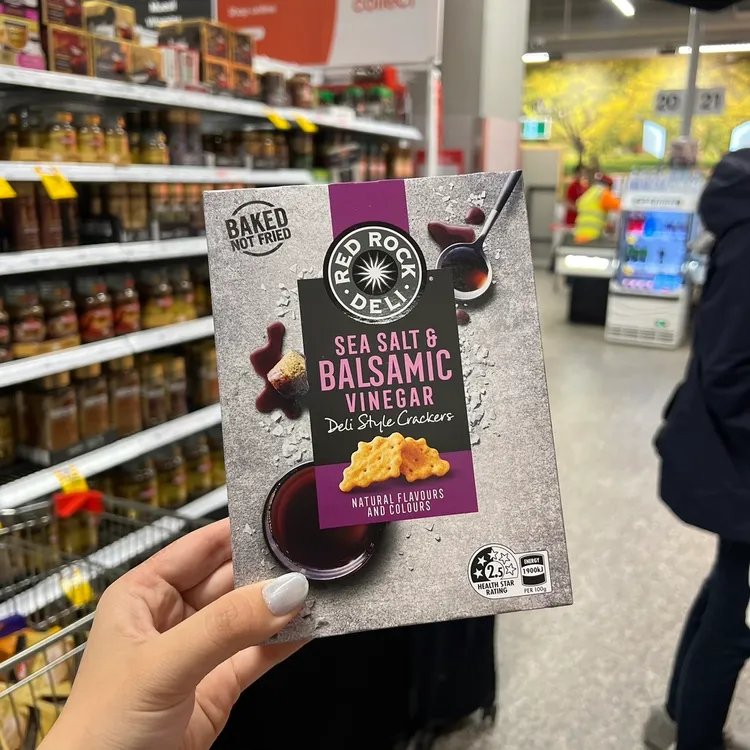 collect
20 21
BAKED
NOT FRIED
RED ROCK
DELI
SEA SALT &
BALSAMIC
VINEGAR
Deli Style Crackers
NATURAL FLAVOURS
AND COLOURS
2.5
HEALTH STAR
RATING
ENERGY
1900kJ
PER 100g